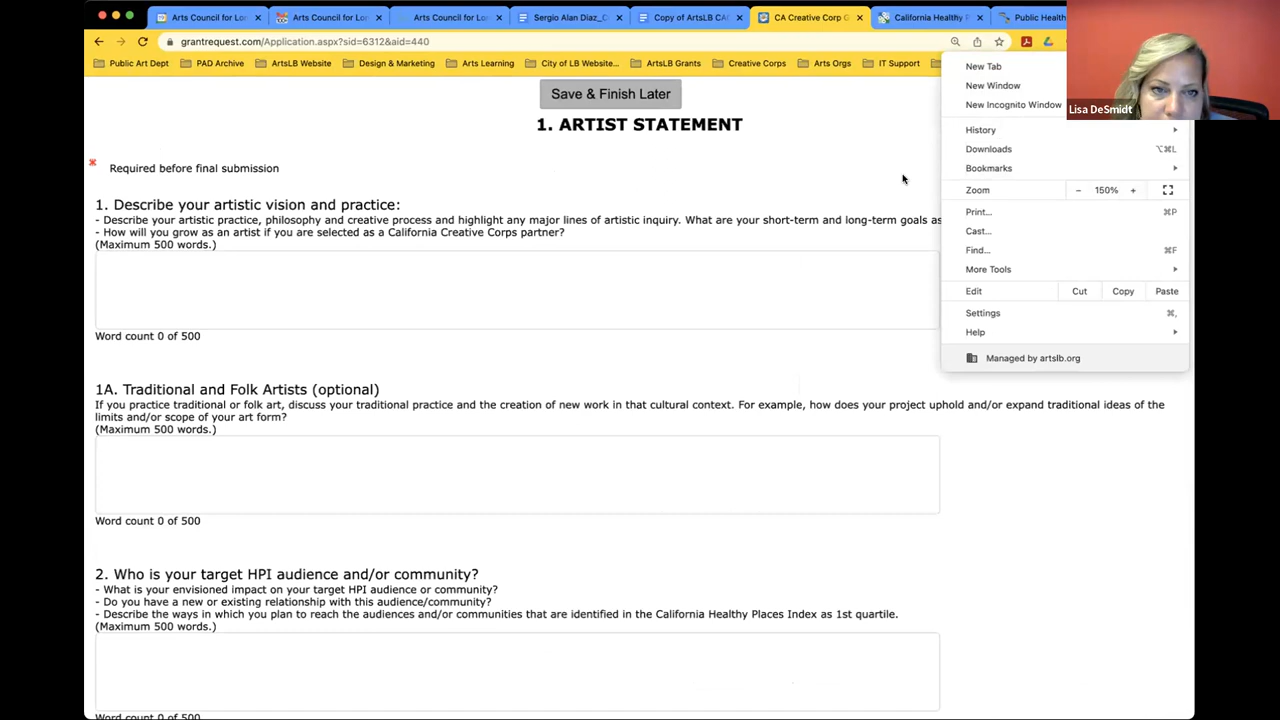 Arts Council for Lon
Arts Council for Lon
Arts Council for Lon
Sergio Alan Diaz_C
Copy of ArtsLB CA
CA Creative Corp G
California Healthy P
Public Health
grantrequest.com/Application.aspx?sid=6312&aid=440
Public Art Dept
PAD Archive
ArtsLB Website
Design & Marketing
Arts Learning
City of LB Website...
ArtsLB Grants
Creative Corps
Arts Orgs
IT Support
Lisa DeSmidt
New Tab
New Window
New Incognito Window
History
Downloads ⌥⌘L
Bookmarks
Zoom - 150% +
Print... ⌘P
Cast...
Find... ⌘F
More Tools
Edit Cut Copy Paste
Settings ⌘,
Help
Managed by artslb.org
Save & Finish Later
1. ARTIST STATEMENT
* Required before final submission
1. Describe your artistic vision and practice:
- Describe your artistic practice, philosophy and creative process and highlight any major lines of artistic inquiry. What are your short-term and long-term goals as
- How will you grow as an artist if you are selected as a California Creative Corps partner?
(Maximum 500 words.)
Word count 0 of 500
1A. Traditional and Folk Artists (optional)
If you practice traditional or folk art, discuss your traditional practice and the creation of new work in that cultural context. For example, how does your project uphold and/or expand traditional ideas of the
limits and/or scope of your art form?
(Maximum 500 words.)
Word count 0 of 500
2. Who is your target HPI audience and/or community?
- What is your envisioned impact on your target HPI audience or community?
- Do you have a new or existing relationship with this audience/community?
- Describe the ways in which you plan to reach the audiences and/or communities that are identified in the California Healthy Places Index as 1st quartile.
(Maximum 500 words.)
Word count 0 of 500